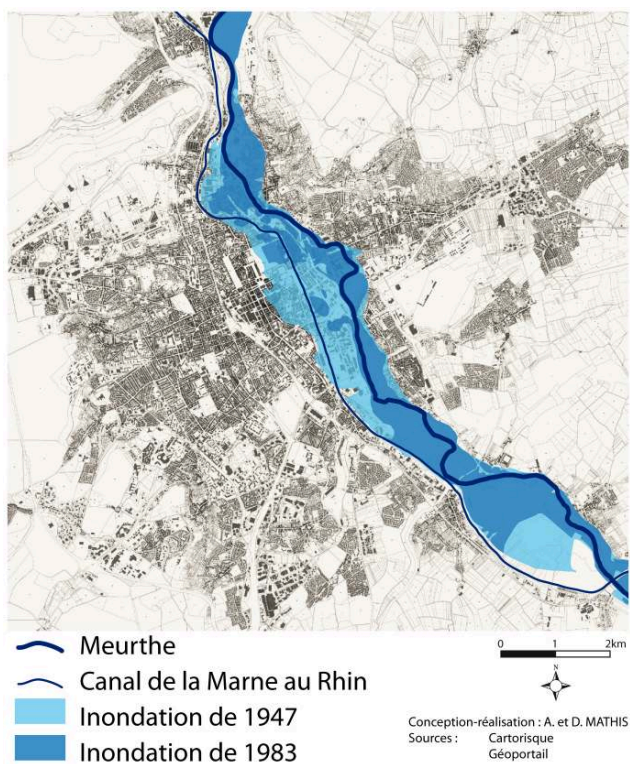 Meurthe
Canal de la Marne au Rhin
Inondation de 1947
Inondation de 1983
0 1 2km
N
Conception-réalisation : A. et D. MATHIS
Sources : Cartorisque
Géoportail